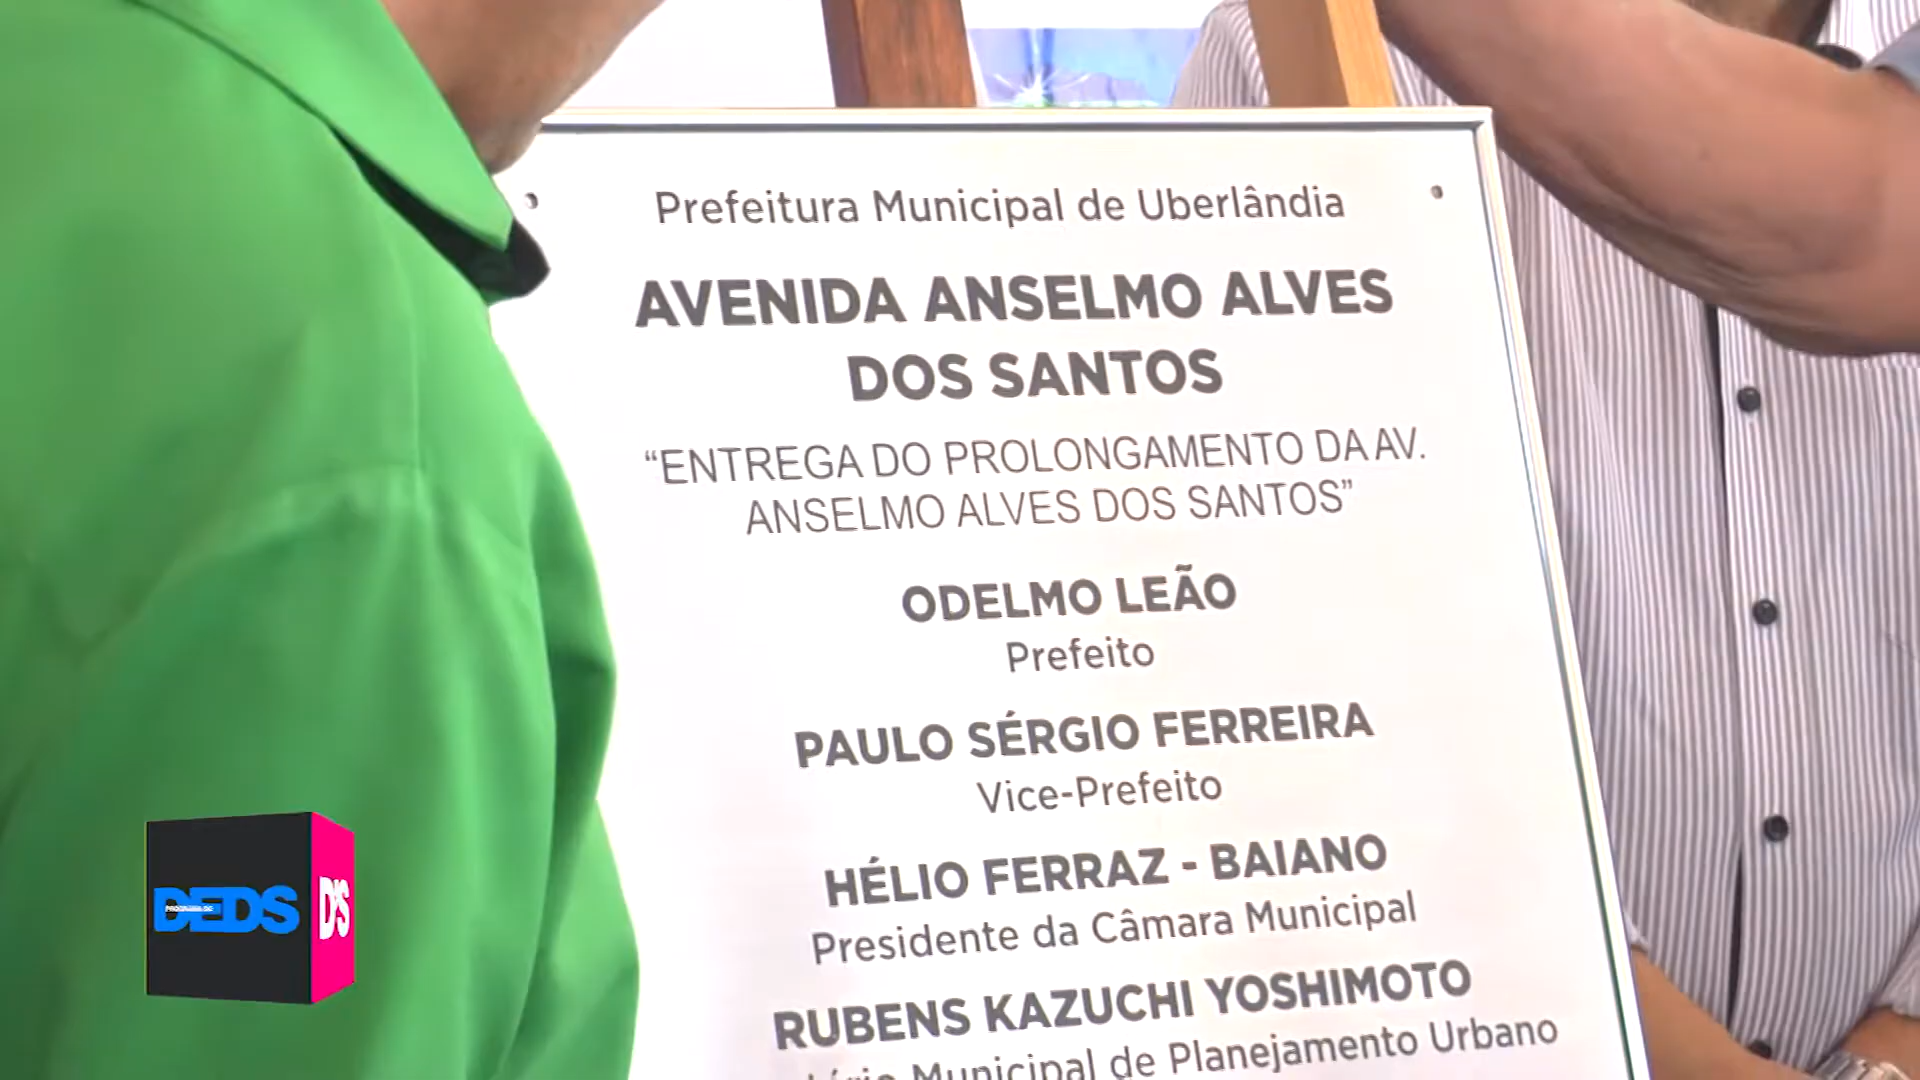 Prefeitura Municipal de Uberlândia
AVENIDA ANSELMO ALVES
DOS SANTOS
“ENTREGA DO PROLONGAMENTO DA AV.
ANSELMO ALVES DOS SANTOS”
ODELMO LEÃO
Prefeito
PAULO SÉRGIO FERREIRA
Vice-Prefeito
HÉLIO FERRAZ - BAIANO
Presidente da Câmara Municipal
RUBENS KAZUCHI YOSHIMOTO
Municipal de Planejamento Urbano
DEDS
D'S